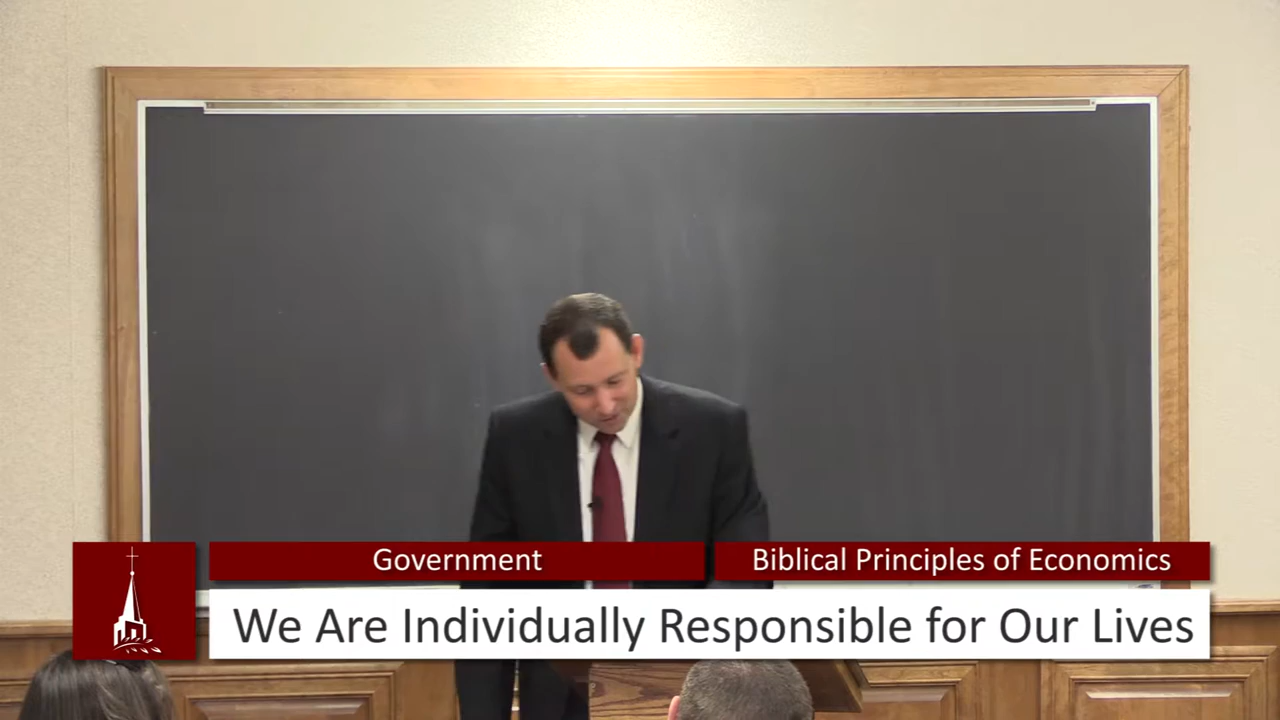 Government
Biblical Principles of Economics
We Are Individually Responsible for Our Lives